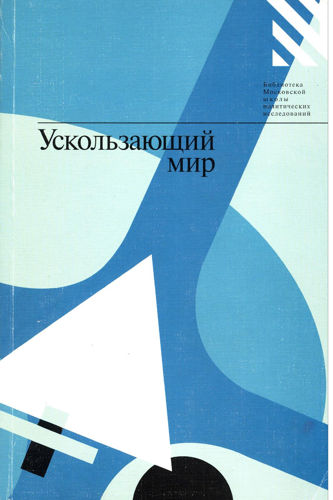 Библиотека
Московской
школы
политических
исследований
Ускользающий
мир